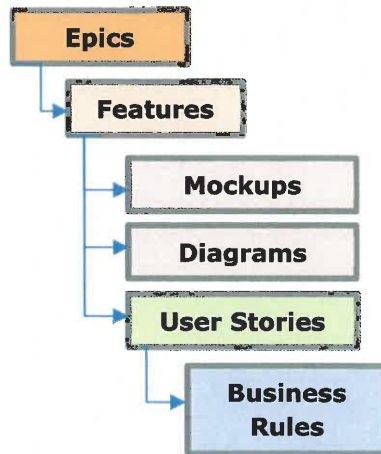 Epics
Features
Mockups
Diagrams
User Stories
Business
Rules